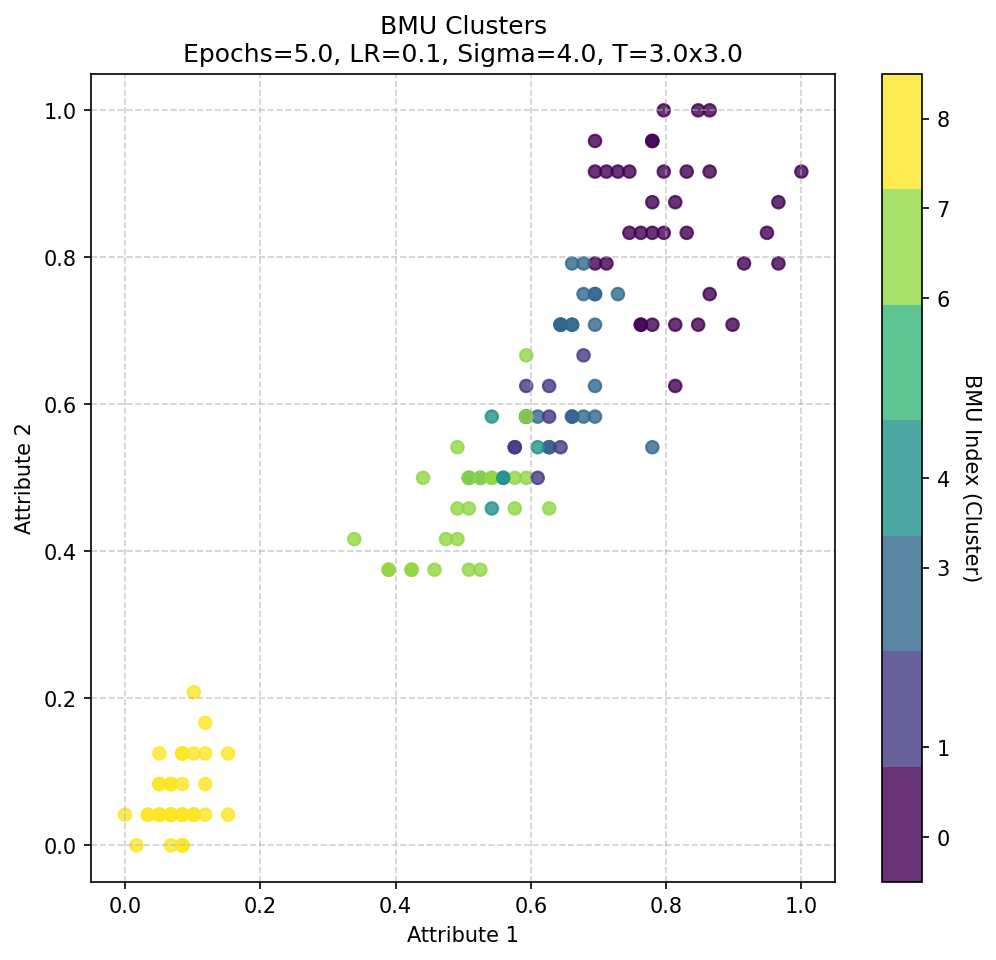 BMU Clusters
Epochs=5.0, LR=0.1, Sigma=4.0, T=3.0x3.0
1.0
0.8
0.6
0.4
0.2
0.0
Attribute 2
0.0 0.2 0.4 0.6 0.8 1.0
Attribute 1
8
7
6
4
3
1
0
BMU Index (Cluster)